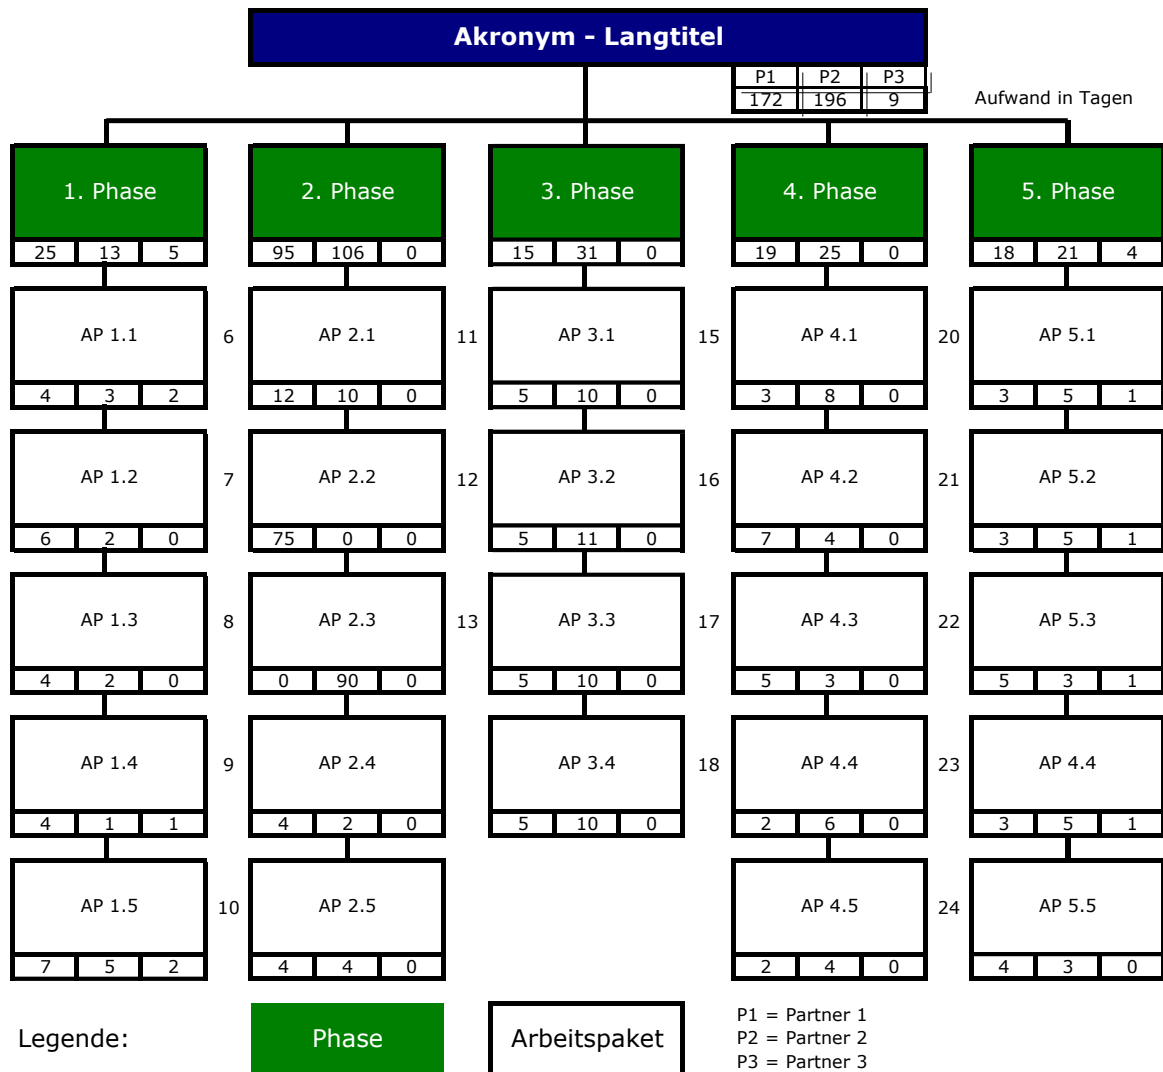 Akronym - Langtitel
P1 P2 P3
172 196 9 Aufwand in Tagen
1. Phase 2. Phase 3. Phase 4. Phase 5. Phase
25 13 5 95 106 0 15 31 0 19 25 0 18 21 4
AP 1.1 6 AP 2.1 11 AP 3.1 15 AP 4.1 20 AP 5.1
4 3 2 12 10 0 5 10 0 3 8 0 3 5 1
AP 1.2 7 AP 2.2 12 AP 3.2 16 AP 4.2 21 AP 5.2
6 2 0 75 0 0 5 11 0 7 4 0 3 5 1
AP 1.3 8 AP 2.3 13 AP 3.3 17 AP 4.3 22 AP 5.3
4 2 0 0 90 0 5 10 0 5 3 0 5 3 1
AP 1.4 9 AP 2.4 AP 3.4 18 AP 4.4 23 AP 4.4
4 1 1 4 2 0 5 10 0 2 6 0 3 5 1
AP 1.5 10 AP 2.5 AP 4.5 24 AP 5.5
7 5 2 4 4 0 2 4 0 4 3 0
Legende: Phase Arbeitspaket
P1 = Partner 1
P2 = Partner 2
P3 = Partner 3